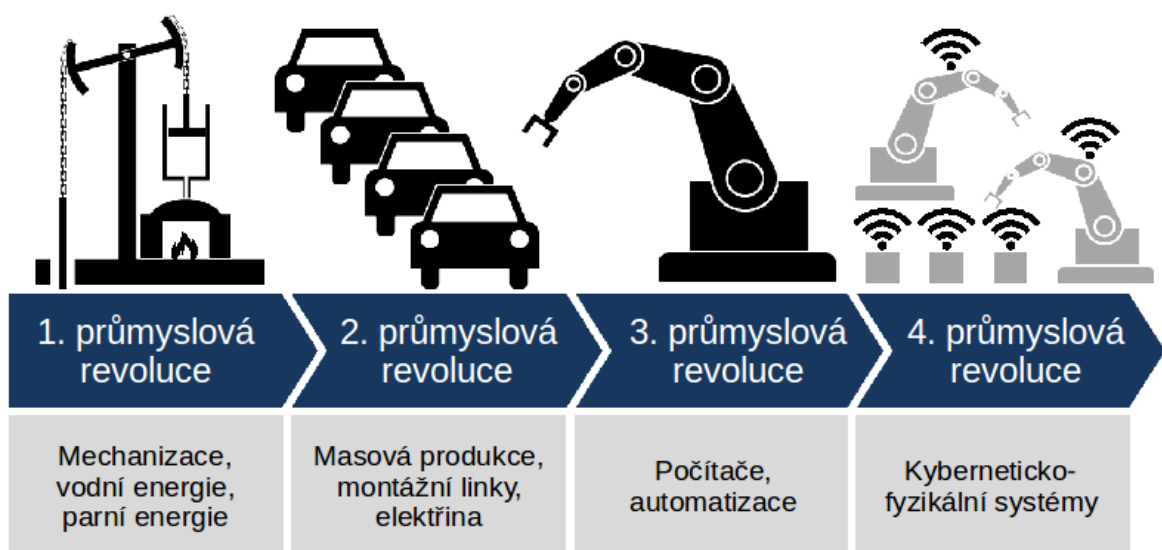 1. průmyslová
revoluce
2. průmyslová
revoluce
3. průmyslová
revoluce
4. průmyslová
revoluce
Mechanizace,
vodní energie,
parní energie
Masová produkce,
montážní linky,
elektřina
Počítače,
automatizace
Kyberneticko-
fyzikální systémy